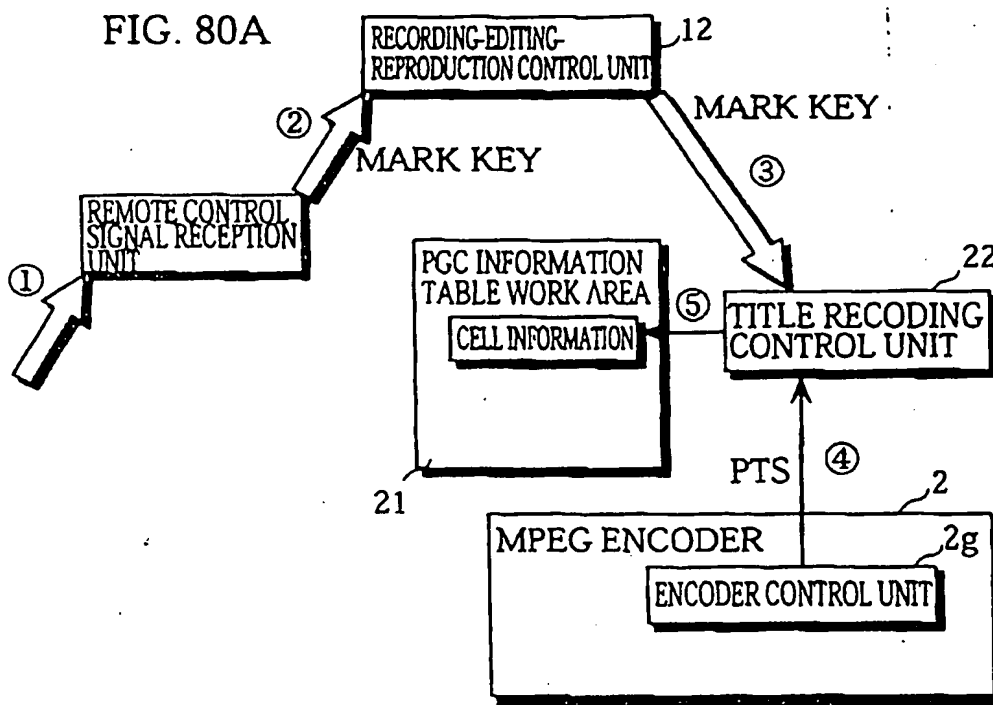 FIG. 80A
RECORDING-EDITING-
REPRODUCTION CONTROL UNIT
12
②
MARK KEY
MARK KEY
③
REMOTE CONTROL
SIGNAL RECEPTION
UNIT
①
PGC INFORMATION
TABLE WORK AREA
CELL INFORMATION
⑤
22
TITLE RECODING
CONTROL UNIT
21
PTS
④
2
MPEG ENCODER
2g
ENCODER CONTROL UNIT